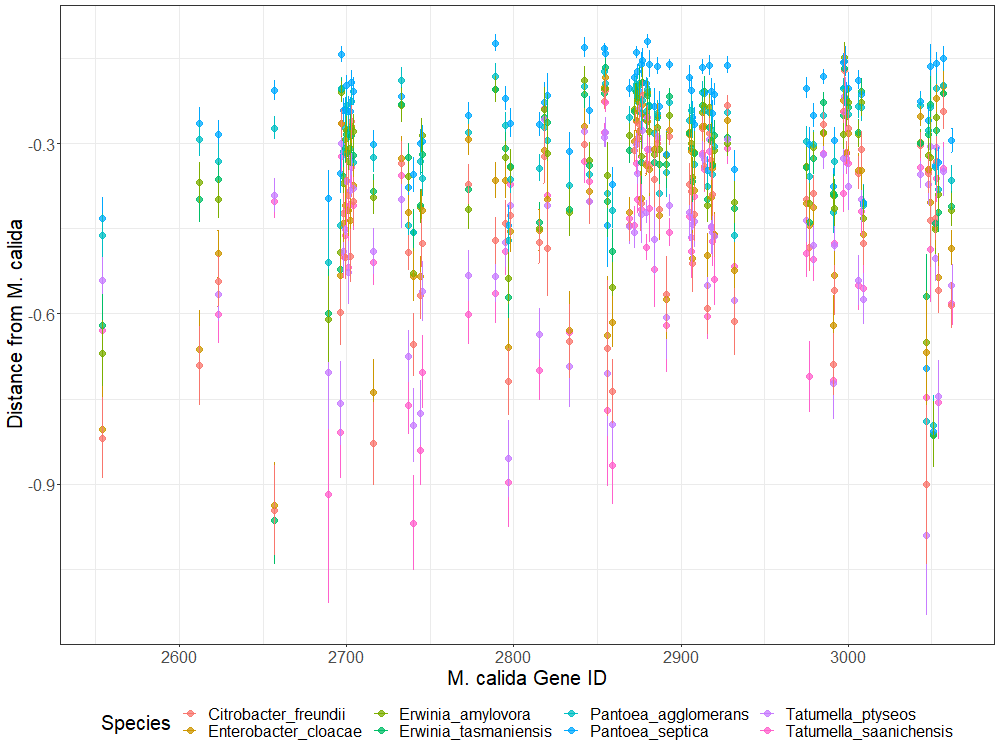 Distance from M. calida
-0.3
-0.6
-0.9
2600 2700 2800 2900 3000
M. calida Gene ID
Species
Citrobacter_freundii Erwinia_amylovora Pantoea_agglomerans Tatumella_ptyseos
Enterobacter_cloacae Erwinia_tasmaniensis Pantoea_septica Tatumella_saanichensis